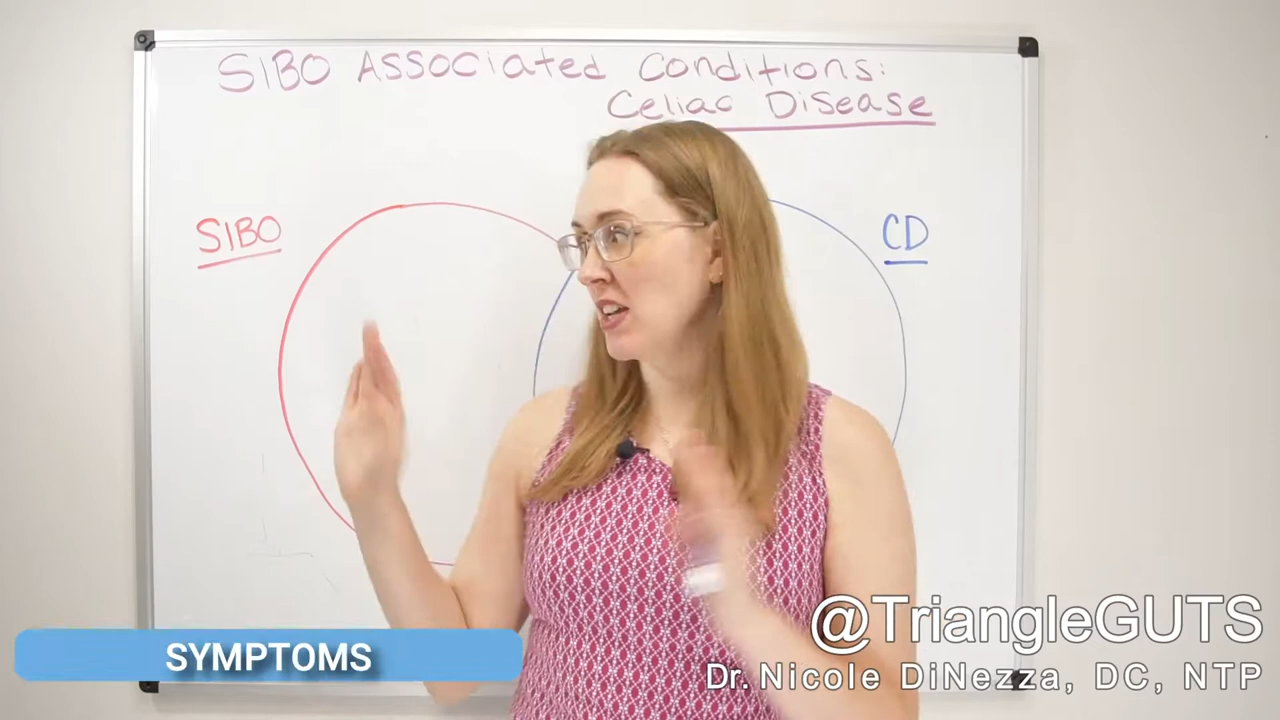 SIBO Associated Conditions:
Celiac Disease
SIBO
CD
SYMPTOMS
@TriangleGUTS
Dr. Nicole DiNezza, DC, NTP